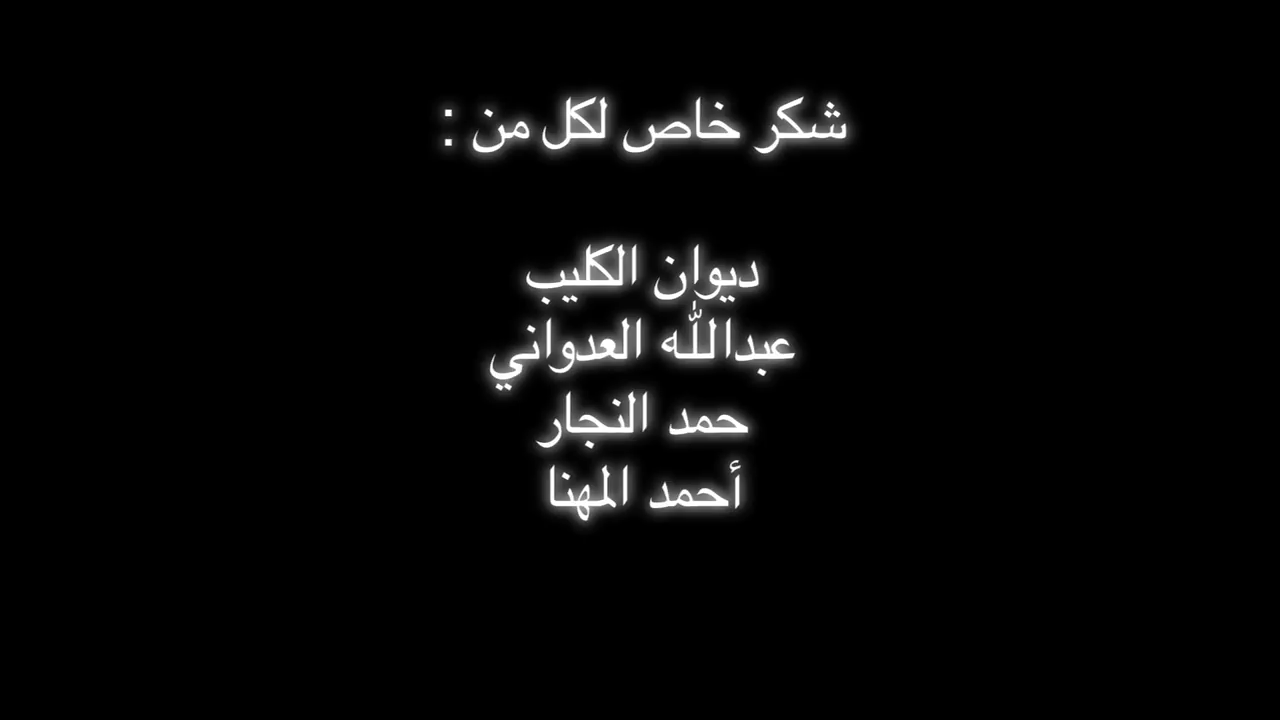 شكر خاص لكل من :
ديوان الكليب
عبدالله العدواني
حمد النجار
أحمد المهنا